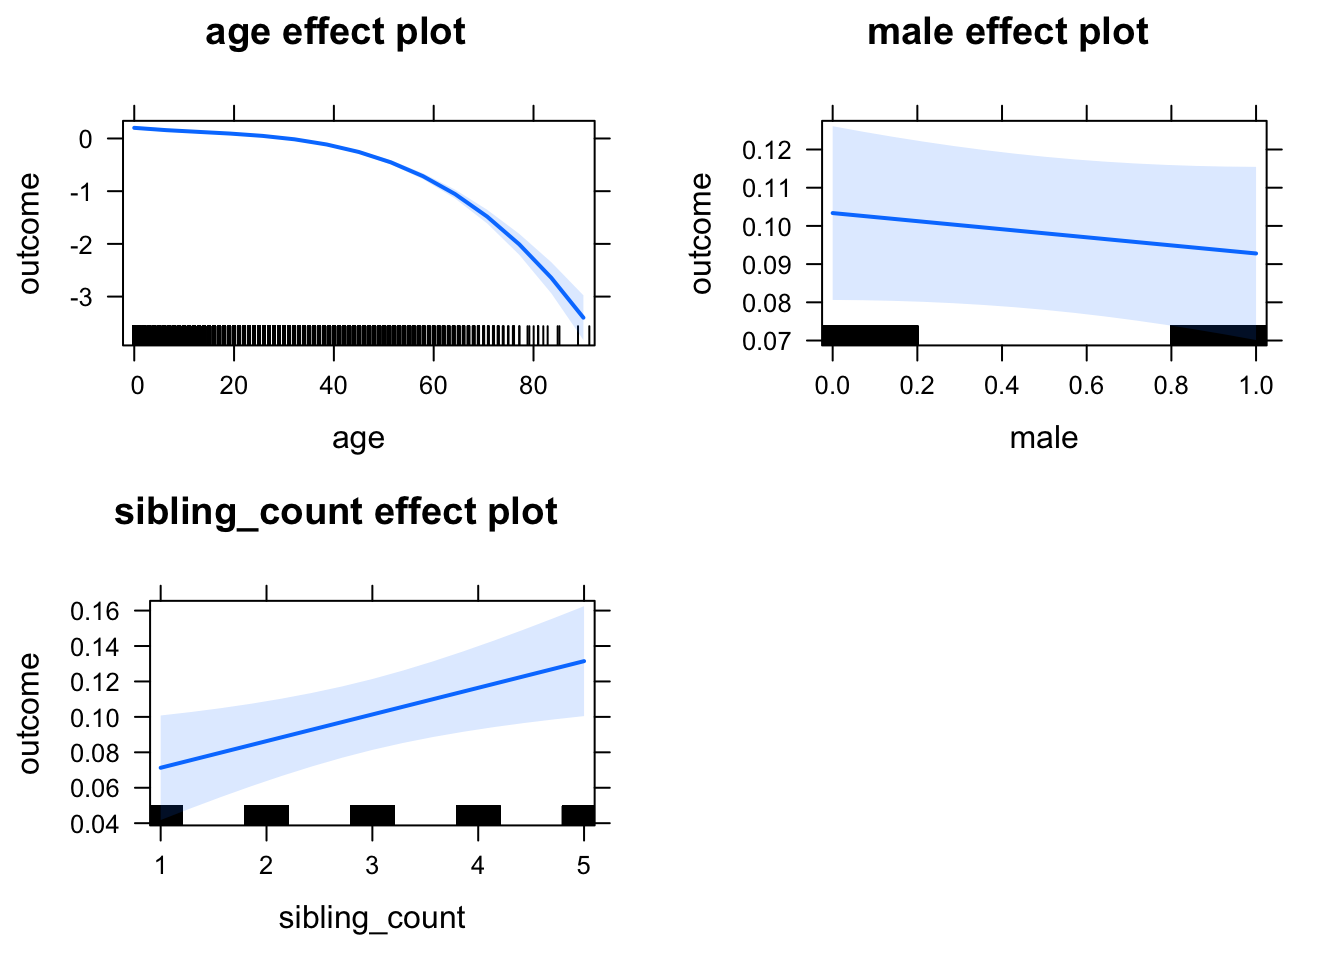 age effect plot
outcome
0
-1
-2
-3
0 20 40 60 80
age
male effect plot
outcome
0.12
0.11
0.10
0.09
0.08
0.07
0.0 0.2 0.4 0.6 0.8 1.0
male
sibling_count effect plot
outcome
0.16
0.14
0.12
0.10
0.08
0.06
0.04
1 2 3 4 5
sibling_count